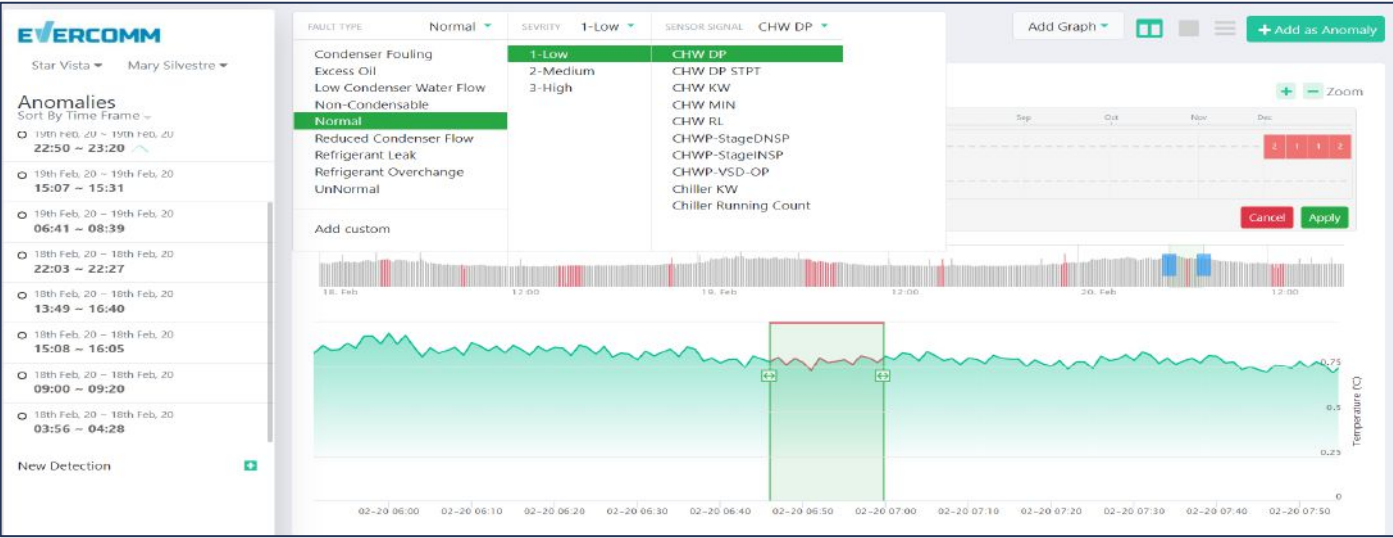 EVERCOMM
Star Vista Mary Silvestre
Anomalies
Sort By Time Frame
19th Feb, 20 ~ 19th Feb, 20
22:50 ~ 23:20
19th Feb, 20 ~ 19th Feb, 20
15:07 ~ 15:31
19th Feb, 20 ~ 19th Feb, 20
06:41 ~ 08:39
18th Feb, 20 ~ 18th Feb, 20
22:03 ~ 22:27
18th Feb, 20 ~ 18th Feb, 20
13:49 ~ 16:40
18th Feb, 20 ~ 18th Feb, 20
15:08 ~ 16:05
18th Feb, 20 ~ 18th Feb, 20
09:00 ~ 09:20
18th Feb, 20 ~ 18th Feb, 20
03:56 ~ 04:28
New Detection
FAULT TYPE Normal
Condenser Fouling
Excess Oil
Low Condenser Water Flow
Non-Condensable
Normal
Reduced Condenser Flow
Refrigerant Leak
Refrigerant Overchange
UnNormal
Add custom
SEVRITY 1-Low
1-Low
2-Medium
3-High
SENSOR SIGNAL CHW DP
CHW DP
CHW DP STPT
CHW KW
CHW MIN
CHW RL
CHWP-StageDNSP
CHWP-StageINSP
CHWP-VSD-OP
Chiller KW
Chiller Running Count
Add Graph
+ Add as Anomaly
+ − Zoom
Sep Oct Nov Dec
2 1 1 2
Cancel Apply
18. Feb 12:00 19. Feb 12:00 20. Feb 12:00
0.75
0.5
0.25
0
Temperature (°C)
02-20 06:00 02-20 06:10 02-20 06:20 02-20 06:30 02-20 06:40 02-20 06:50 02-20 07:00 02-20 07:10 02-20 07:20 02-20 07:30 02-20 07:40 02-20 07:50